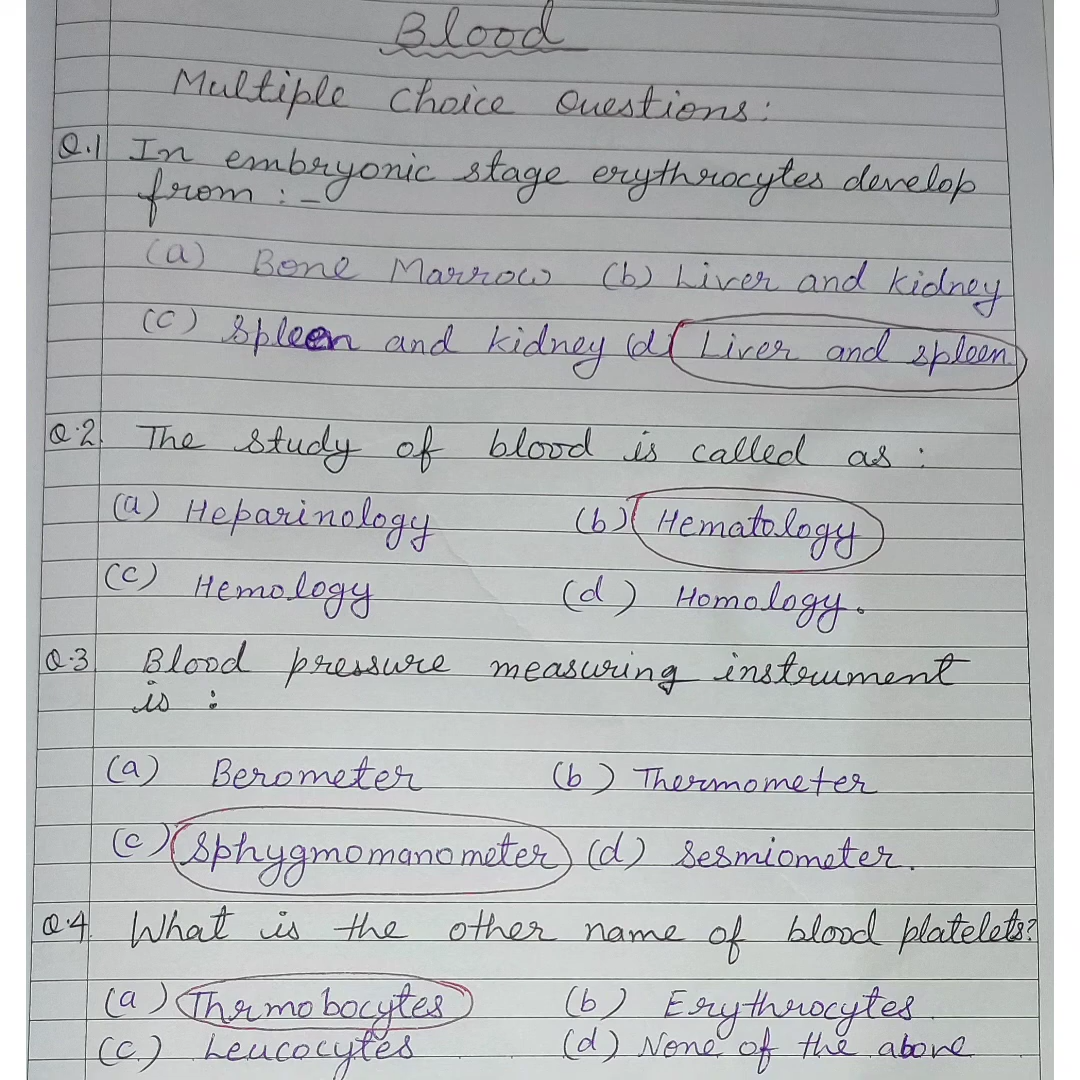 Blood
Multiple Choice Questions:
Q.1 In embryonic stage erythrocytes develop
from :-
(a) Bone Marrow (b) Liver and kidney
(c) Spleen and kidney (d) Liver and spleen
Q.2 The study of blood is called as :
(a) Heparinology (b) Hematology
(c) Hemology (d) Homology.
Q.3 Blood pressure measuring instrument
is :
(a) Berometer (b) Thermometer
(c) Sphygmomanometer (d) Sesmiometer.
Q.4 What is the other name of blood platelets?
(a) Thrmobocytes (b) Erythrocytes.
(c.) Leucocytes (d) None of the above